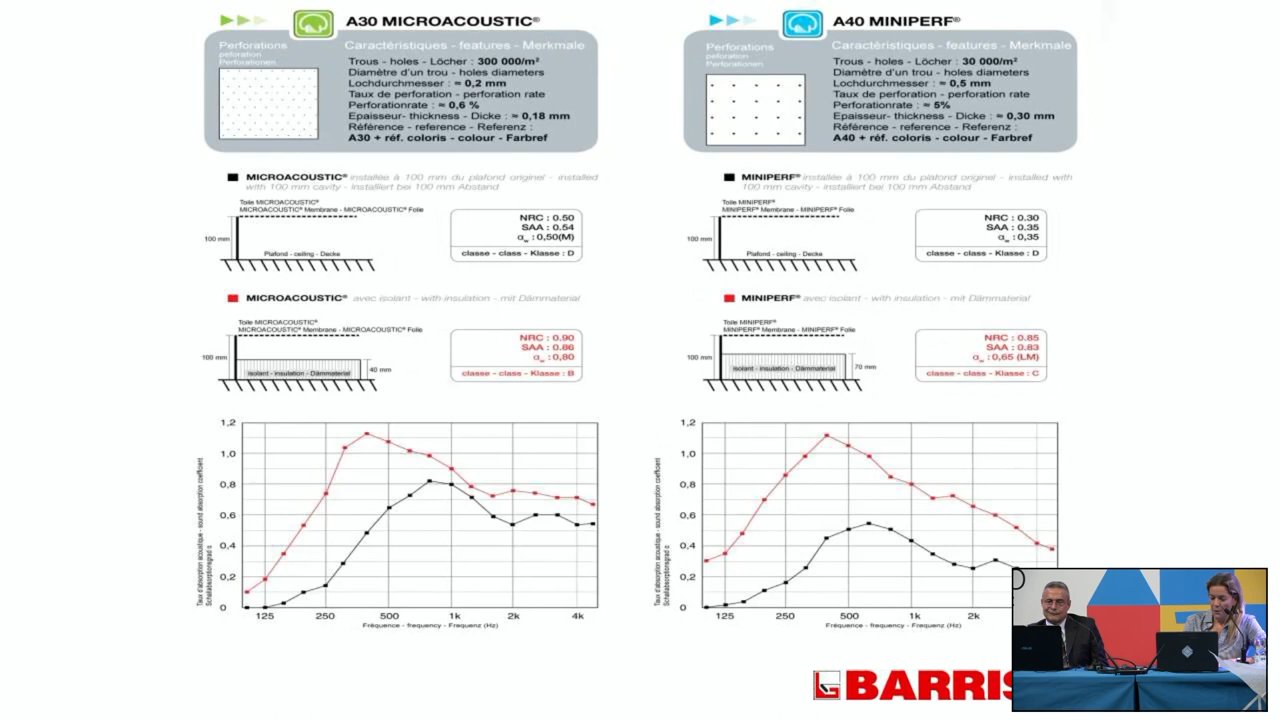 A30 MICROACOUSTIC®
Perforations
peforation
Perforationen
Caractéristiques - features - Merkmale
Trous - holes - Löcher : 300 000/m²
Diamètre d'un trou - holes diameters
Lochdurchmesser : ≈ 0,2 mm
Taux de perforation - perforation rate
Perforationrate : ≈ 0,6 %
Epaisseur- thickness - Dicke : ≈ 0,18 mm
Référence - reference - Referenz :
A30 + réf. coloris - colour - Farbref
MICROACOUSTIC® installée à 100 mm du plafond originel - installed
with 100 mm cavity - Installiert bei 100 mm Abstand
Toile MICROACOUSTIC®
MICROACOUSTIC® Membrane - MICROACOUSTIC® Folie
100 mm
Plafond - ceiling - Decke
NRC : 0.50
SAA : 0.54
αw : 0,50(M)
classe - class - Klasse : D
MICROACOUSTIC® avec isolant - with insulation - mit Dämmaterial
Toile MICROACOUSTIC®
MICROACOUSTIC® Membrane - MICROACOUSTIC® Folie
100 mm
isolant - insulation - Dämmaterial
40 mm
NRC : 0.90
SAA : 0.86
αw : 0,80
classe - class - Klasse : B
Taux d'absorption acoustique - sound absorption coefficient
Schallabsorptionsgrad α
1,2
1,0
0,8
0,6
0,4
0,2
0
125 250 500 1k 2k 4k
Fréquence - frequency - Frequenz (Hz)
A40 MINIPERF®
Perforations
peforation
Perforationen
Caractéristiques - features - Merkmale
Trous - holes - Löcher : 30 000/m²
Diamètre d'un trou - holes diameters
Lochdurchmesser : ≈ 0,5 mm
Taux de perforation - perforation rate
Perforationrate : ≈ 5%
Epaisseur- thickness - Dicke : ≈ 0,30 mm
Référence - reference - Referenz :
A40 + réf. coloris - colour - Farbref
MINIPERF® installée à 100 mm du plafond originel - installed with
100 mm cavity - Installiert bei 100 mm Abstand
Toile MINIPERF®
MINIPERF® Membrane - MINIPERF® Folie
100 mm
Plafond - ceiling - Decke
NRC : 0.30
SAA : 0.35
αw : 0,35
classe - class - Klasse : D
MINIPERF® avec isolant - with insulation - mit Dämmaterial
Toile MINIPERF®
MINIPERF® Membrane - MINIPERF® Folie
100 mm
isolant - insulation - Dämmaterial
70 mm
NRC : 0.85
SAA : 0.83
αw : 0,65 (LM)
classe - class - Klasse : C
Taux d'absorption acoustique - sound absorption coefficient
Schallabsorptionsgrad α
1,2
1,0
0,8
0,6
0,4
0,2
0
125 250 500 1k 2k
Fréquence - frequency - Frequenz (Hz)
BARRIS